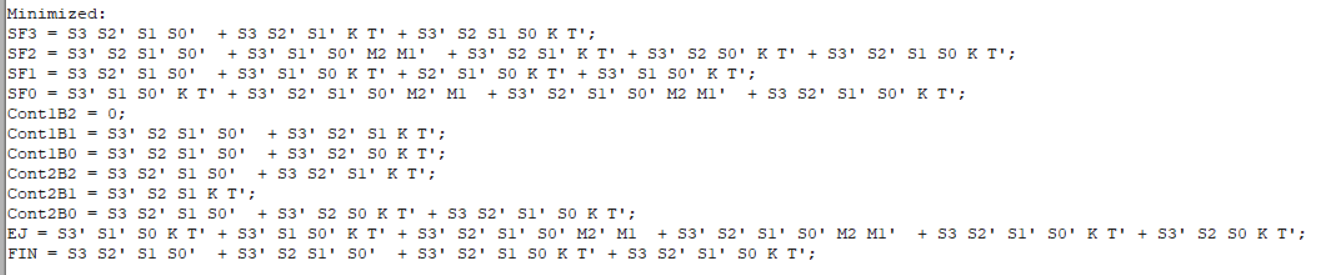 Minimized:
SF3 = S3 S2' S1 S0'  + S3 S2' S1' K T' + S3' S2 S1 S0 K T';
SF2 = S3' S2 S1' S0'  + S3' S1' S0' M2 M1'  + S3' S2 S1' K T' + S3' S2 S0' K T' + S3' S2' S1 S0 K T';
SF1 = S3 S2' S1 S0'  + S3' S1' S0 K T' + S2' S1' S0 K T' + S3' S1 S0' K T';
SF0 = S3' S1 S0' K T' + S3' S2' S1' S0' M2' M1  + S3' S2' S1' S0' M2 M1'  + S3 S2' S1' S0' K T';
Cont1B2 = 0;
Cont1B1 = S3' S2 S1' S0'  + S3' S2' S1 K T';
Cont1B0 = S3' S2 S1' S0'  + S3' S2' S0 K T';
Cont2B2 = S3 S2' S1 S0'  + S3 S2' S1' K T';
Cont2B1 = S3' S2 S1 K T';
Cont2B0 = S3 S2' S1 S0'  + S3' S2 S0 K T' + S3 S2' S1' S0 K T';
EJ = S3' S1' S0 K T' + S3' S1 S0' K T' + S3' S2' S1' S0' M2' M1  + S3' S2' S1' S0' M2 M1'  + S3 S2' S1' S0' K T' + S3' S2 S0 K T';
FIN = S3 S2' S1 S0'  + S3' S2 S1' S0'  + S3' S2' S1 S0 K T' + S3 S2' S1' S0 K T';